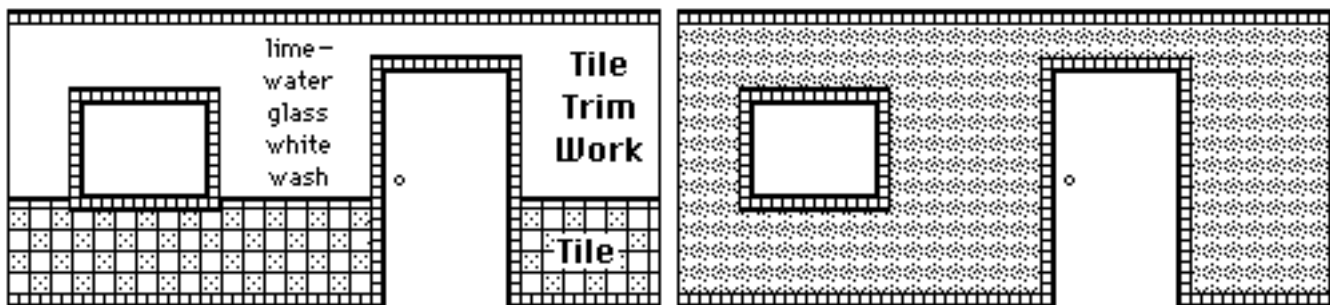 lime-
water
glass
white
wash
Tile
Trim
Work
Tile